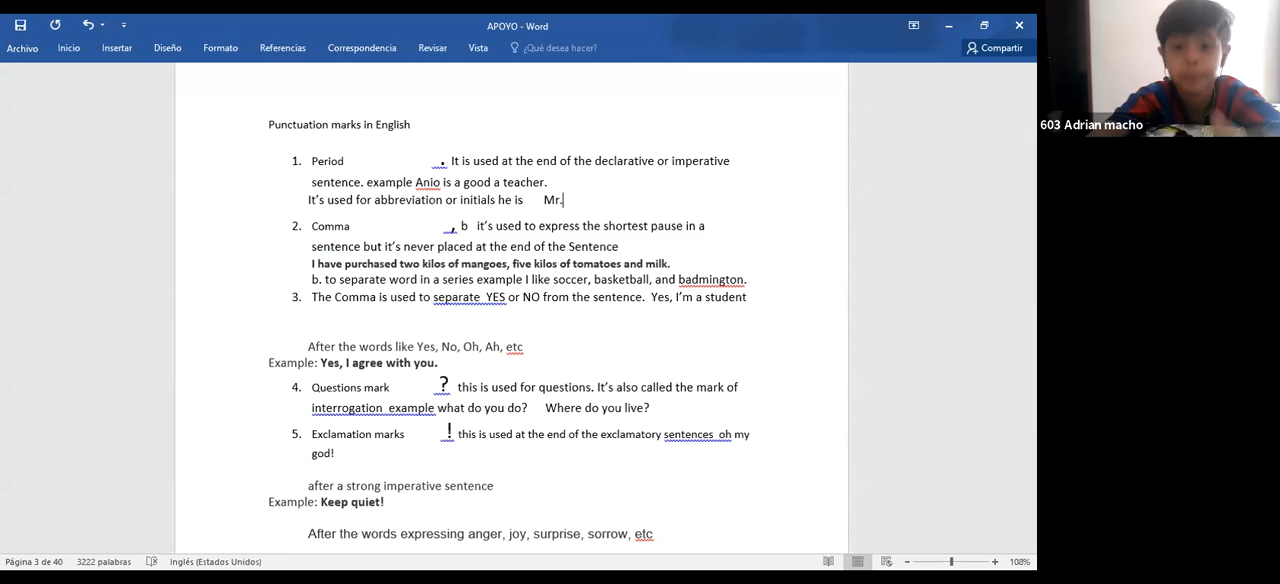 APOYO - Word
Archivo Inicio Insertar Diseño Formato Referencias Correspondencia Revisar Vista ¿Qué desea hacer? Compartir
603 Adrian macho
Punctuation marks in English
1. Period . It is used at the end of the declarative or imperative
sentence. example Anio is a good a teacher.
It's used for abbreviation or initials he is Mr.
2. Comma , b it's used to express the shortest pause in a
sentence but it's never placed at the end of the Sentence
I have purchased two kilos of mangoes, five kilos of tomatoes and milk.
b. to separate word in a series example I like soccer, basketball, and badmington.
3. The Comma is used to separate YES or NO from the sentence. Yes, I'm a student
After the words like Yes, No, Oh, Ah, etc
Example: Yes, I agree with you.
4. Questions mark ? this is used for questions. It's also called the mark of
interrogation example what do you do? Where do you live?
5. Exclamation marks ! this is used at the end of the exclamatory sentences oh my
god!
after a strong imperative sentence
Example: Keep quiet!
After the words expressing anger, joy, surprise, sorrow, etc
Página 3 de 40 3222 palabras Inglés (Estados Unidos) 108%